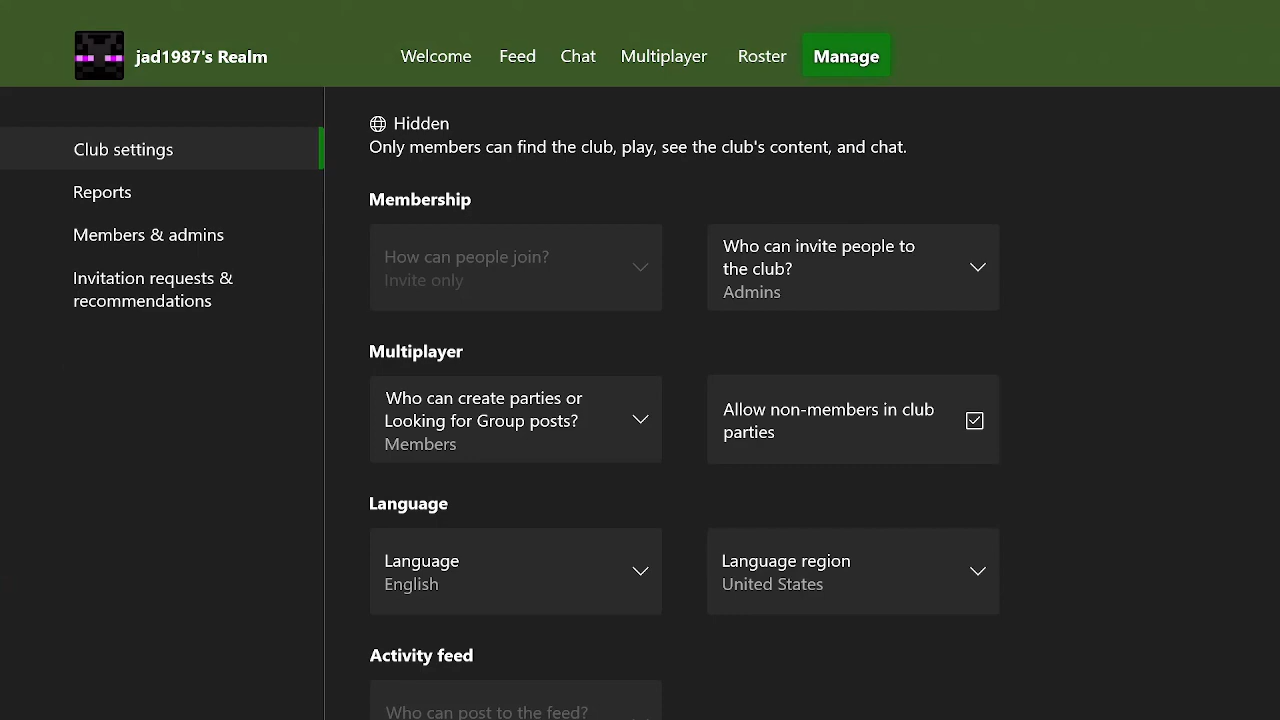 jad1987's Realm
Welcome
Feed
Chat
Multiplayer
Roster
Manage
Club settings
Reports
Members & admins
Invitation requests &
recommendations
Hidden
Only members can find the club, play, see the club's content, and chat.
Membership
How can people join?
Invite only
Who can invite people to
the club?
Admins
Multiplayer
Who can create parties or
Looking for Group posts?
Members
Allow non-members in club
parties
Language
Language
English
Language region
United States
Activity feed
Who can post to the feed?